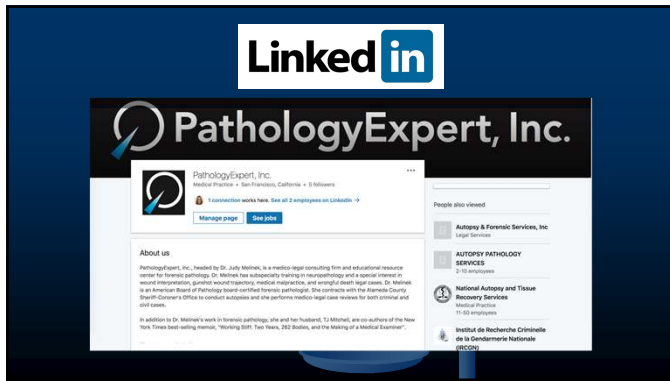 Linked in
PathologyExpert, Inc.
PathologyExpert, Inc.
Medical Practice • San Francisco, California • 5 followers
1 connection works here. See all 2 employees on LinkedIn →
Manage page See jobs
About us
PathologyExpert, Inc., headed by Dr. Judy Melinek, is a medico-legal consulting firm and educational resource
center for forensic pathology. Dr. Melinek has subspecialty training in neuropathology and a special interest in
wound interpretation, gunshot wound trajectory, medical malpractice, and wrongful death legal cases. Dr. Melinek
is an American Board of Pathology board-certified forensic pathologist. She contracts with the Alameda County
Sheriff-Coroner's Office to conduct autopsies and she performs medico-legal case reviews for both criminal and
civil cases.
In addition to Dr. Melinek's work in forensic pathology, she and her husband, TJ Mitchell, are co-authors of the New
York Times best-selling memoir, "Working Stiff: Two Years, 262 Bodies, and the Making of a Medical Examiner".
People also viewed
Autopsy & Forensic Services, Inc
Legal Services
AUTOPSY PATHOLOGY
SERVICES
2-10 employees
National Autopsy and Tissue
Recovery Services
Medical Practice
11-50 employees
Institut de Recherche Criminelle
de la Gendarmerie Nationale
(IRCGN)